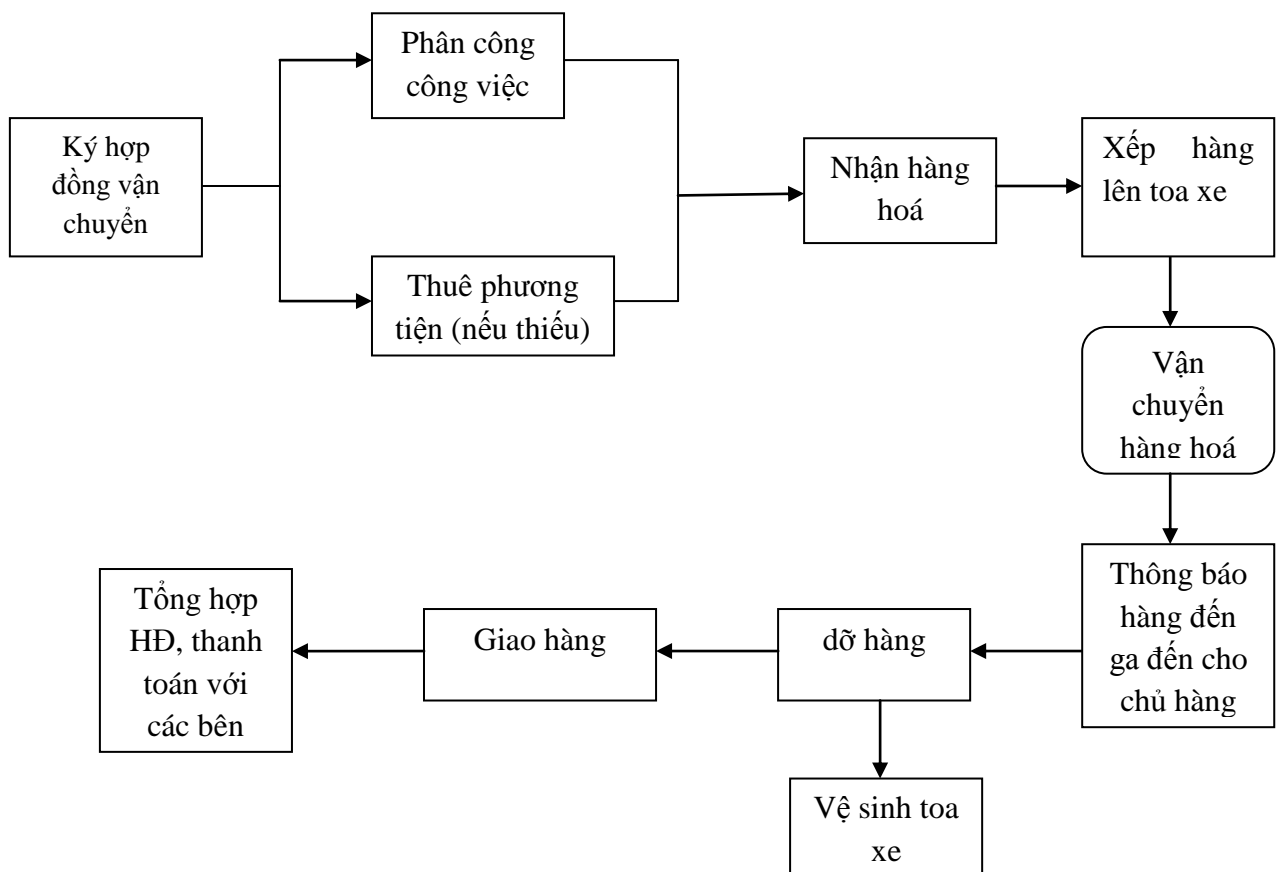 Phân công
công việc
Ký hợp
đồng vận
chuyển
Thuê phương
tiện (nếu thiếu)
Nhận hàng
hoá
Xếp hàng
lên toa xe
Vận
chuyển
hàng hoá
Thông báo
hàng đến
ga đến cho
chủ hàng
dỡ hàng
Giao hàng
Tổng hợp
HĐ, thanh
toán với
các bên
Vệ sinh toa
xe